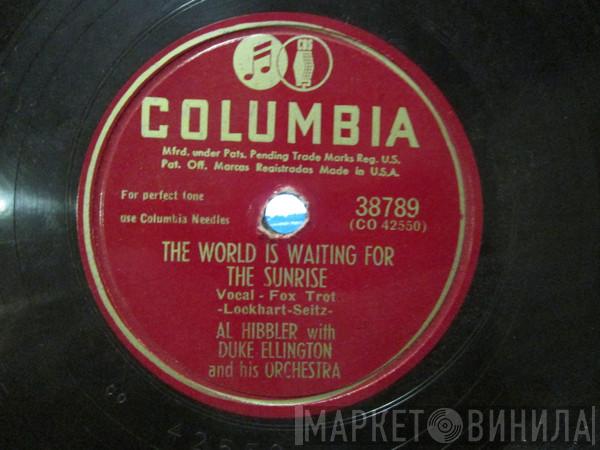 CBS
COLUMBIA
Mfrd. under Pats. Pending Trade Marks Reg. U.S.
Pat. Off. Marcas Registradas Made in U.S.A.
For perfect tone
use Columbia Needles
38789
(CO 42550)
THE WORLD IS WAITING FOR
THE SUNRISE
Vocal - Fox Trot
-Lockhart-Seitz-
AL HIBBLER with
DUKE ELLINGTON
and his ORCHESTRA
CO
МАРКЕТ ВИНИЛА